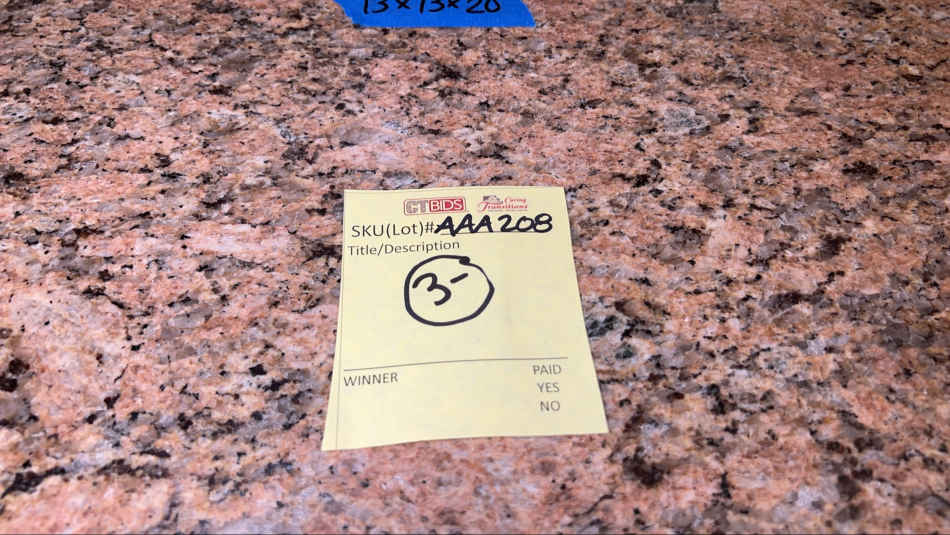 13 x 13 x 20
CTBIDS Caring Transitions
SKU(Lot)#AAA208
Title/Description
3-
WINNER PAID
YES
NO